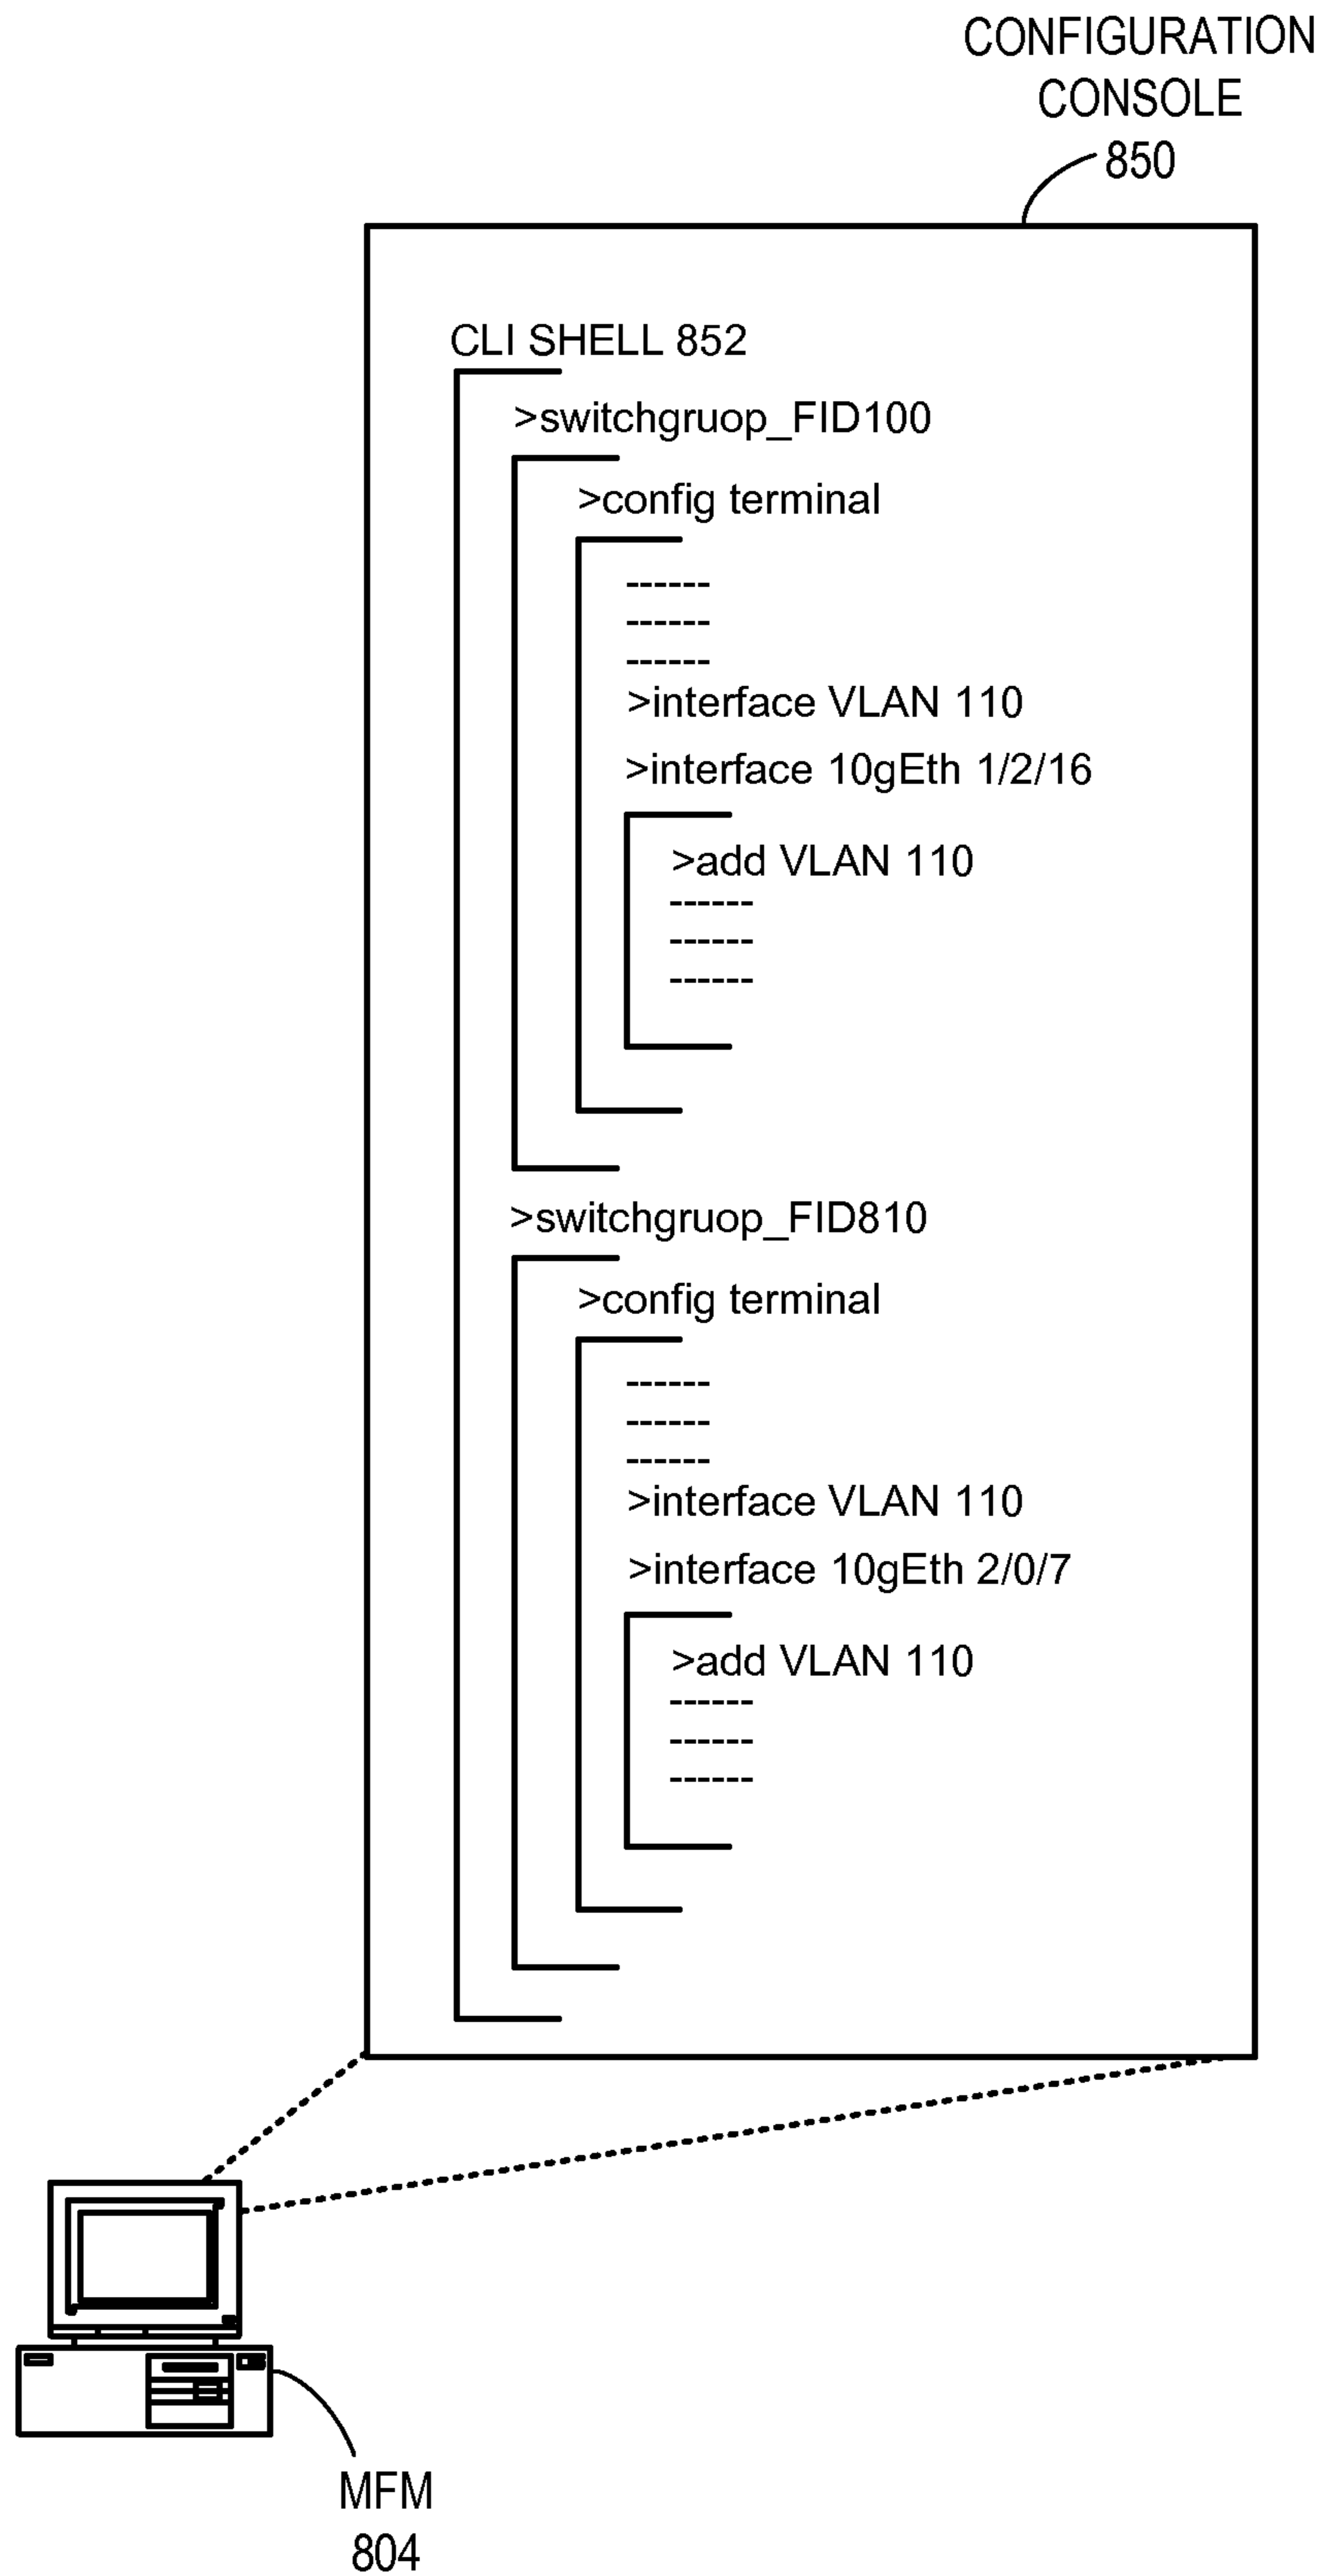 CONFIGURATION
CONSOLE
850
CLI SHELL 852
>switchgruop_FID100
>config terminal
------
------
------
>interface VLAN 110
>interface 10gEth 1/2/16
>add VLAN 110
------
------
------
>switchgruop_FID810
>config terminal
------
------
------
>interface VLAN 110
>interface 10gEth 2/0/7
>add VLAN 110
------
------
------
MFM
804